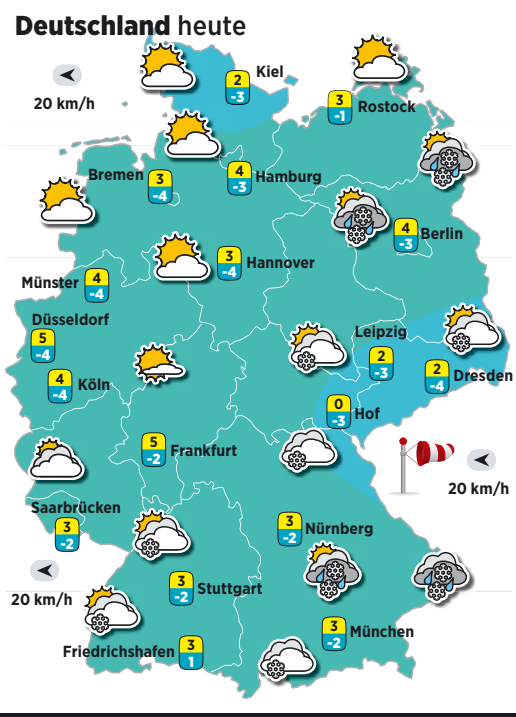 Deutschland heute
Kiel
2
-3
20 km/h
3
-1
Rostock
Bremen
3
-4
4
-3
Hamburg
4
-3
Berlin
3
-4
Hannover
Münster
4
-4
Düsseldorf
5
-4
Leipzig
2
-3
2
-4
Dresden
4
-4
Köln
0
-3
Hof
5
-2
Frankfurt
20 km/h
Saarbrücken
3
-2
3
-2
Nürnberg
20 km/h
3
-2
Stuttgart
3
-2
München
Friedrichshafen
3
1